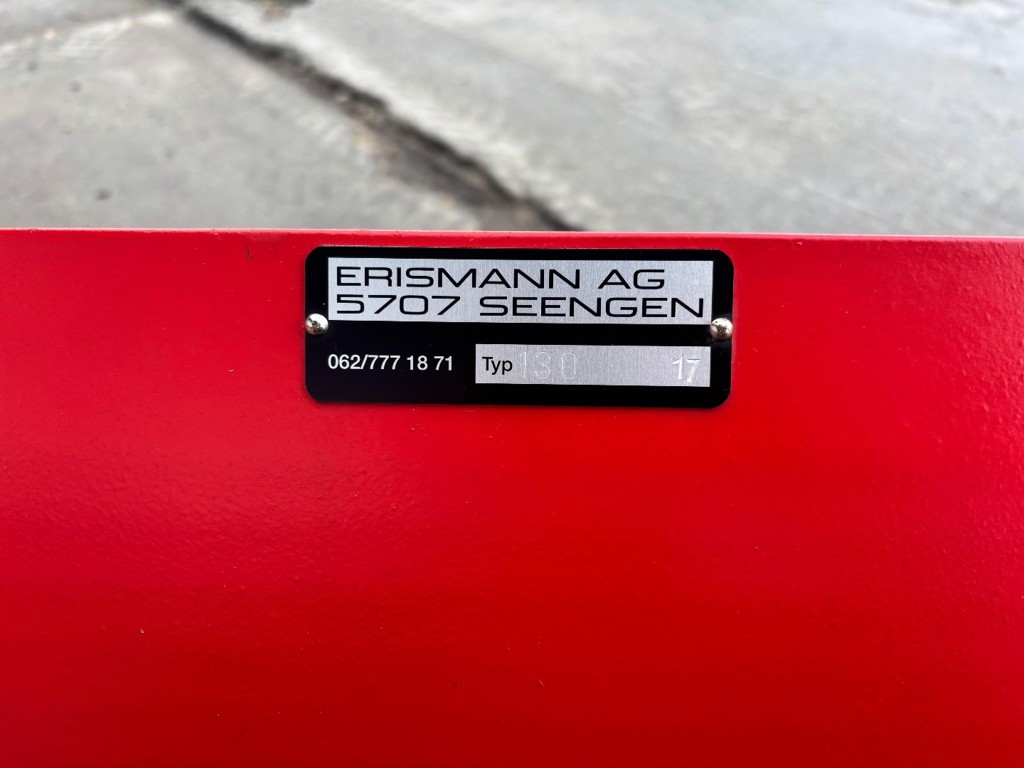 ERISMANN AG
5707 SEENGEN
062/777 18 71 Typ 130 17